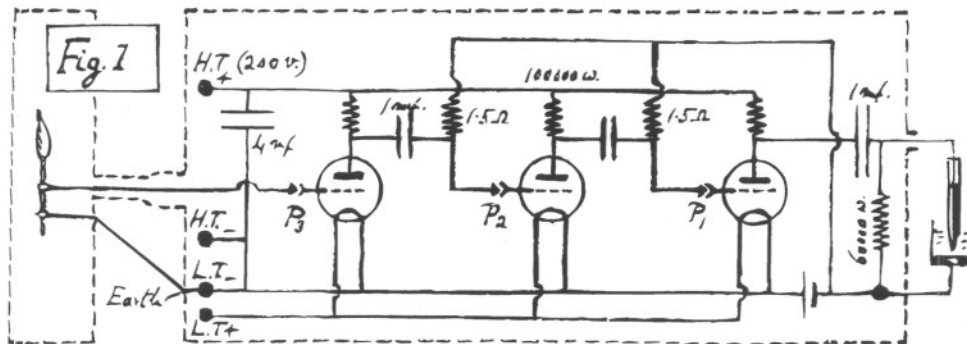 Fig. 1
H.T. (200 v.)
+
100000 ω.
1 mf.
1·5 Ω
1·5 Ω
1 mf.
4 mf
P3
P2
P1
6000 ω.
H.T.-
L.T.-
Earth
L.T+